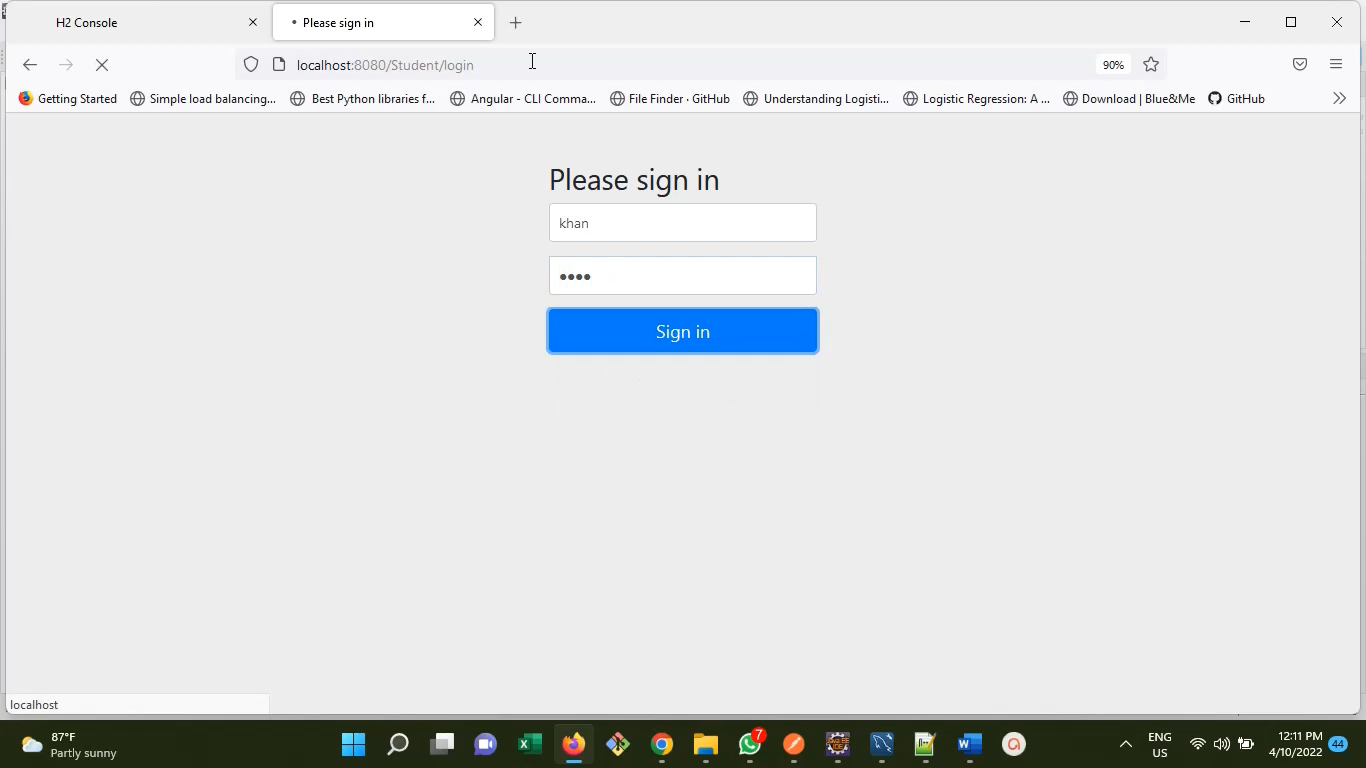 H2 Console
• Please sign in
localhost:8080/Student/login
90%
Getting Started Simple load balancing... Best Python libraries f... Angular - CLI Comma... File Finder · GitHub Understanding Logisti... Logistic Regression: A ... Download | Blue&Me GitHub
Please sign in
khan
••••
Sign in
localhost
87°F
Partly sunny
7
ENG
US
12:11 PM
4/10/2022
44